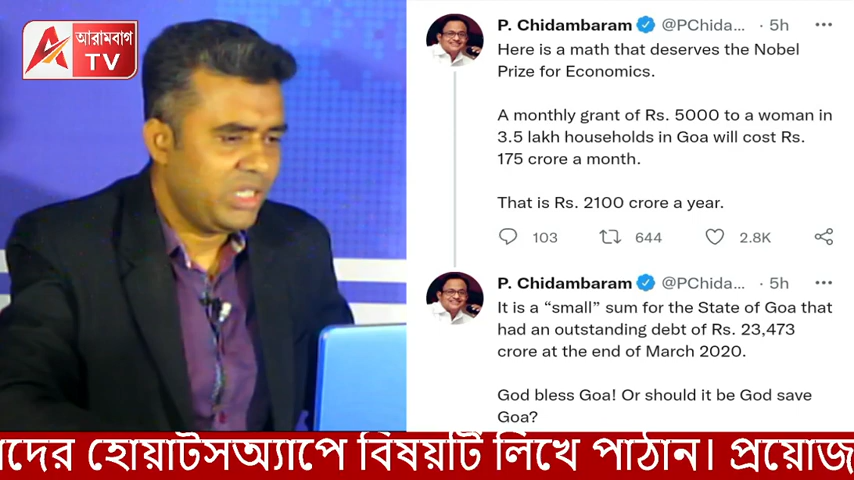 আরামবাগ
TV
P. Chidambaram @PChida... · 5h
Here is a math that deserves the Nobel
Prize for Economics.
A monthly grant of Rs. 5000 to a woman in
3.5 lakh households in Goa will cost Rs.
175 crore a month.
That is Rs. 2100 crore a year.
103 644 2.8K
P. Chidambaram @PChida... · 5h
It is a “small” sum for the State of Goa that
had an outstanding debt of Rs. 23,473
crore at the end of March 2020.
God bless Goa! Or should it be God save
Goa?
হোয়াটসঅ্যাপে বিষয়টি লিখে পাঠান।